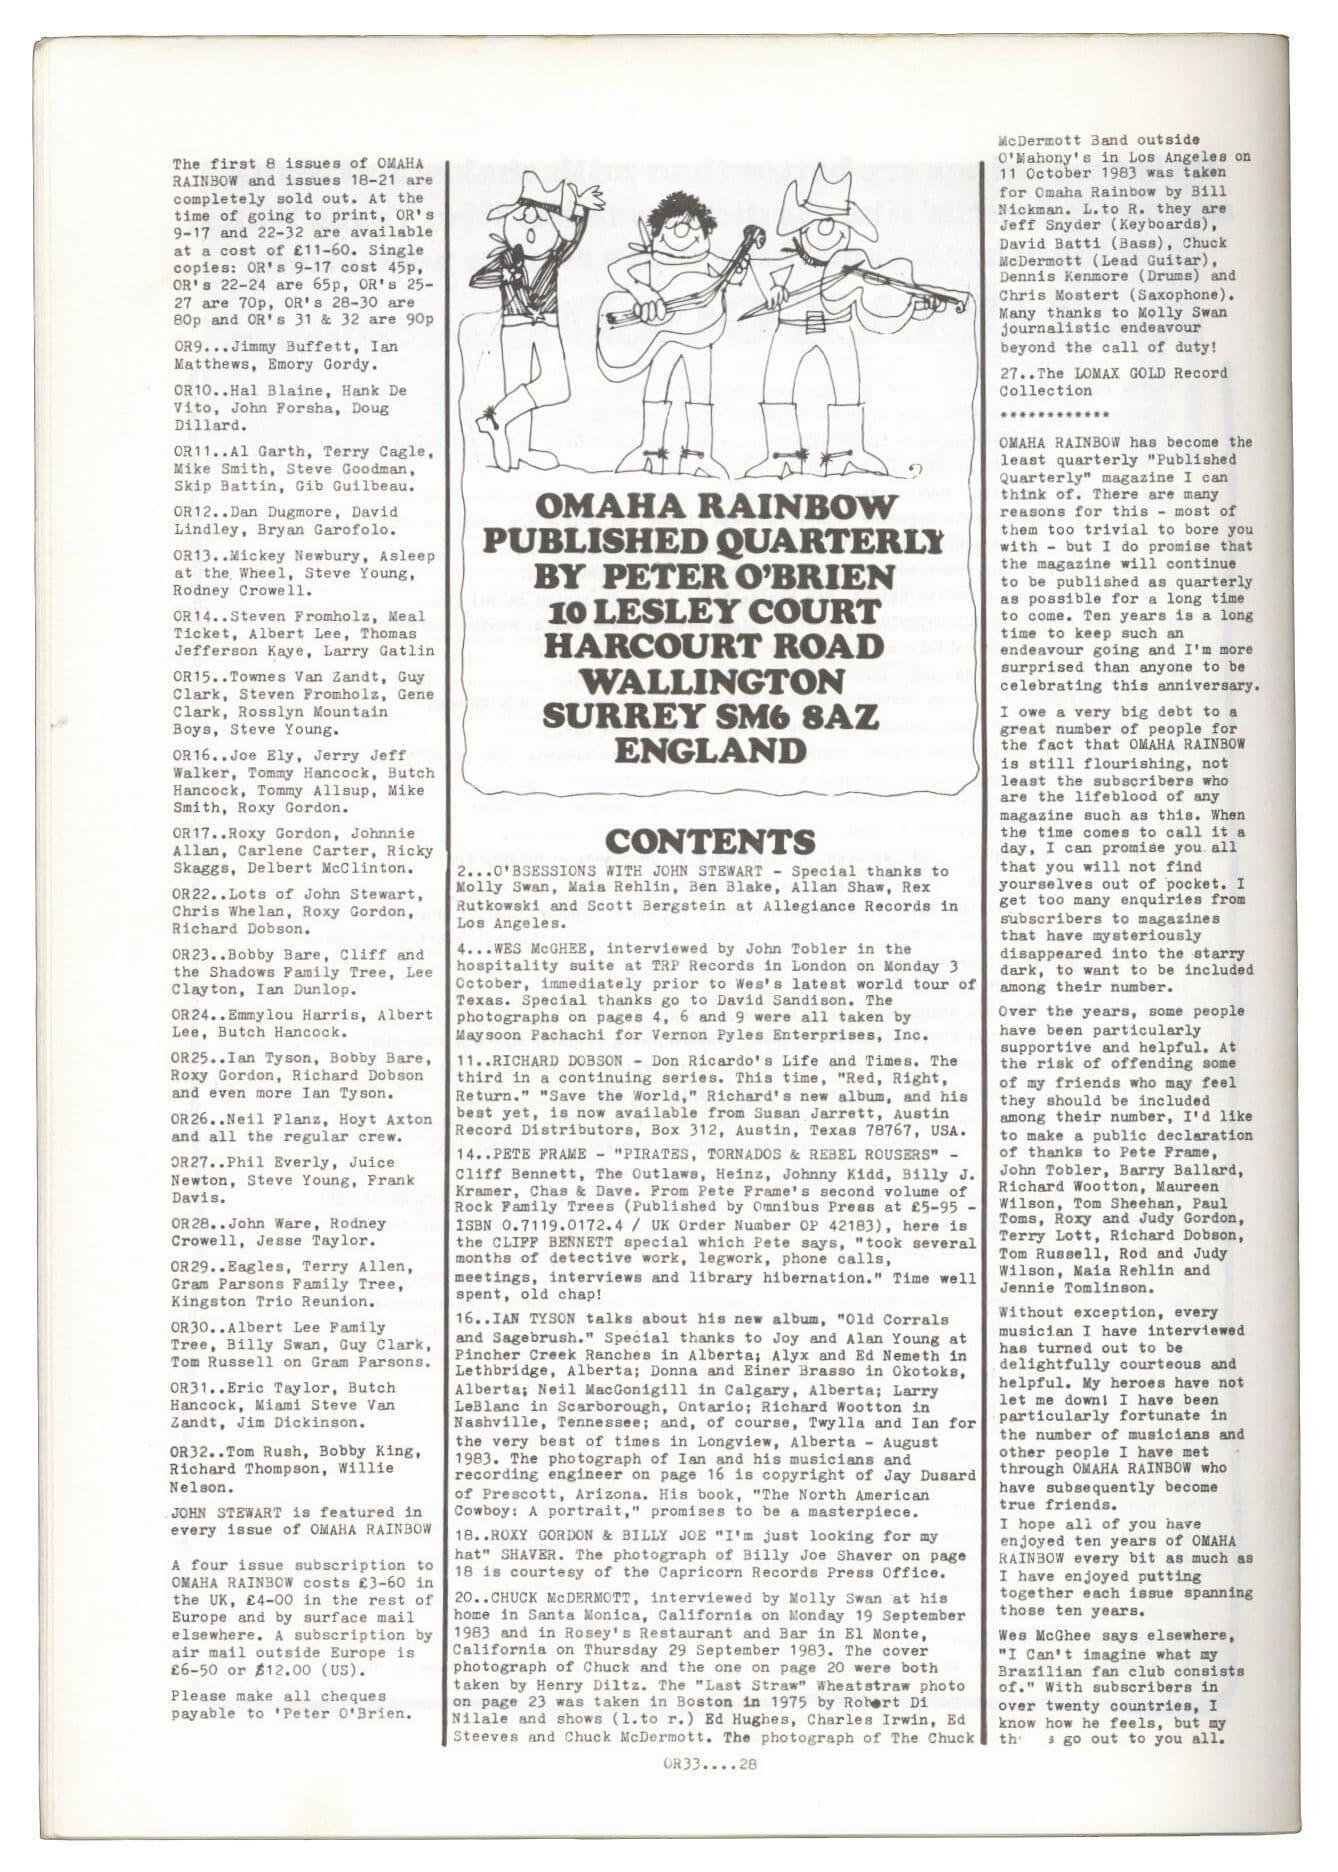 The first 8 issues of OMAHA
RAINBOW and issues 18-21 are
completely sold out. At the
time of going to print, OR's
9-17 and 22-32 are available
at a cost of £11-60. Single
copies: OR's 9-17 cost 45p,
OR's 22-24 are 65p, OR's 25-
27 are 70p, OR's 28-30 are
80p and OR's 31 & 32 are 90p
OR9...Jimmy Buffett, Ian
Matthews, Emory Gordy.
OR10..Hal Blaine, Hank De
Vito, John Forsha, Doug
Dillard.
OR11..Al Garth, Terry Cagle,
Mike Smith, Steve Goodman,
Skip Battin, Gib Guilbeau.
OR12..Dan Dugmore, David
Lindley, Bryan Garofolo.
OR13..Mickey Newbury, Asleep
at the Wheel, Steve Young,
Rodney Crowell.
OR14..Steven Fromholz, Meal
Ticket, Albert Lee, Thomas
Jefferson Kaye, Larry Gatlin
OR15..Townes Van Zandt, Guy
Clark, Steven Fromholz, Gene
Clark, Rosslyn Mountain
Boys, Steve Young.
OR16..Joe Ely, Jerry Jeff
Walker, Tommy Hancock, Butch
Hancock, Tommy Allsup, Mike
Smith, Roxy Gordon.
OR17..Roxy Gordon, Johnnie
Allan, Carlene Carter, Ricky
Skaggs, Delbert McClinton.
OR22..Lots of John Stewart,
Chris Whelan, Roxy Gordon,
Richard Dobson.
OR23..Bobby Bare, Cliff and
the Shadows Family Tree, Lee
Clayton, Ian Dunlop.
OR24..Emmylou Harris, Albert
Lee, Butch Hancock.
OR25..Ian Tyson, Bobby Bare,
Roxy Gordon, Richard Dobson
and even more Ian Tyson.
OR26..Neil Flanz, Hoyt Axton
and all the regular crew.
OR27..Phil Everly, Juice
Newton, Steve Young, Frank
Davis.
OR28..John Ware, Rodney
Crowell, Jesse Taylor.
OR29..Eagles, Terry Allen,
Gram Parsons Family Tree,
Kingston Trio Reunion.
OR30..Albert Lee Family
Tree, Billy Swan, Guy Clark,
Tom Russell on Gram Parsons.
OR31..Eric Taylor, Butch
Hancock, Miami Steve Van
Zandt, Jim Dickinson.
OR32..Tom Rush, Bobby King,
Richard Thompson, Willie
Nelson.
JOHN STEWART is featured in
every issue of OMAHA RAINBOW
A four issue subscription to
OMAHA RAINBOW costs £3-60 in
the UK, £4-00 in the rest of
Europe and by surface mail
elsewhere. A subscription by
air mail outside Europe is
£6-50 or $12.00 (US).
Please make all cheques
payable to 'Peter O'Brien.
OMAHA RAINBOW
PUBLISHED QUARTERLY
BY PETER O'BRIEN
10 LESLEY COURT
HARCOURT ROAD
WALLINGTON
SURREY SM6 8AZ
ENGLAND
CONTENTS
2...O'BSESSIONS WITH JOHN STEWART - Special thanks to
Molly Swan, Maia Rehlin, Ben Blake, Allan Shaw, Rex
Rutkowski and Scott Bergstein at Allegiance Records in
Los Angeles.
4...WES McGHEE, interviewed by John Tobler in the
hospitality suite at TRP Records in London on Monday 3
October, immediately prior to Wes's latest world tour of
Texas. Special thanks go to David Sandison. The
photographs on pages 4, 6 and 9 were all taken by
Maysoon Pachachi for Vernon Pyles Enterprises, Inc.
11..RICHARD DOBSON - Don Ricardo's Life and Times. The
third in a continuing series. This time, "Red, Right,
Return." "Save the World," Richard's new album, and his
best yet, is now available from Susan Jarrett, Austin
Record Distributors, Box 312, Austin, Texas 78767, USA.
14..PETE FRAME - "PIRATES, TORNADOS & REBEL ROUSERS" -
Cliff Bennett, The Outlaws, Heinz, Johnny Kidd, Billy J.
Kramer, Chas & Dave. From Pete Frame's second volume of
Rock Family Trees (Published by Omnibus Press at £5-95 -
ISBN 0.7119.0172.4 / UK Order Number OP 42183), here is
the CLIFF BENNETT special which Pete says, "took several
months of detective work, legwork, phone calls,
meetings, interviews and library hibernation." Time well
spent, old chap!
16..IAN TYSON talks about his new album, "Old Corrals
and Sagebrush." Special thanks to Joy and Alan Young at
Pincher Creek Ranches in Alberta; Alyx and Ed Nemeth in
Lethbridge, Alberta; Donna and Einer Brasso in Okotoks,
Alberta; Neil MacGonigill in Calgary, Alberta; Larry
LeBlanc in Scarborough, Ontario; Richard Wootton in
Nashville, Tennessee; and, of course, Twylla and Ian for
the very best of times in Longview, Alberta - August
1983. The photograph of Ian and his musicians and
recording engineer on page 16 is copyright of Jay Dusard
of Prescott, Arizona. His book, "The North American
Cowboy: A portrait," promises to be a masterpiece.
18..ROXY GORDON & BILLY JOE "I'm just looking for my
hat" SHAVER. The photograph of Billy Joe Shaver on page
18 is courtesy of the Capricorn Records Press Office.
20..CHUCK McDERMOTT, interviewed by Molly Swan at his
home in Santa Monica, California on Monday 19 September
1983 and in Rosey's Restaurant and Bar in El Monte,
California on Thursday 29 September 1983. The cover
photograph of Chuck and the one on page 20 were both
taken by Henry Diltz. The "Last Straw" Wheatstraw photo
on page 23 was taken in Boston in 1975 by Robert Di
Nilale and shows (l.to r.) Ed Hughes, Charles Irwin, Ed
Steeves and Chuck McDermott. The photograph of The Chuck
McDermott Band outside
O'Mahony's in Los Angeles on
11 October 1983 was taken
for Omaha Rainbow by Bill
Nickman. L.to R. they are
Jeff Snyder (Keyboards),
David Batti (Bass), Chuck
McDermott (Lead Guitar),
Dennis Kenmore (Drums) and
Chris Mostert (Saxophone).
Many thanks to Molly Swan
journalistic endeavour
beyond the call of duty!
27..The LOMAX GOLD Record
Collection
************
OMAHA RAINBOW has become the
least quarterly "Published
Quarterly" magazine I can
think of. There are many
reasons for this - most of
them too trivial to bore you
with - but I do promise that
the magazine will continue
to be published as quarterly
as possible for a long time
to come. Ten years is a long
time to keep such an
endeavour going and I'm more
surprised than anyone to be
celebrating this anniversary.
I owe a very big debt to a
great number of people for
the fact that OMAHA RAINBOW
is still flourishing, not
least the subscribers who
are the lifeblood of any
magazine such as this. When
the time comes to call it a
day, I can promise you all
that you will not find
yourselves out of pocket. I
get too many enquiries from
subscribers to magazines
that have mysteriously
disappeared into the starry
dark, to want to be included
among their number.
Over the years, some people
have been particularly
supportive and helpful. At
the risk of offending some
of my friends who may feel
they should be included
among their number, I'd like
to make a public declaration
of thanks to Pete Frame,
John Tobler, Barry Ballard,
Richard Wootton, Maureen
Wilson, Tom Sheehan, Paul
Toms, Roxy and Judy Gordon,
Terry Lott, Richard Dobson,
Tom Russell, Rod and Judy
Wilson, Maia Rehlin and
Jennie Tomlinson.
Without exception, every
musician I have interviewed
has turned out to be
delightfully courteous and
helpful. My heroes have not
let me down! I have been
particularly fortunate in
the number of musicians and
other people I have met
through OMAHA RAINBOW who
have subsequently become
true friends.
I hope all of you have
enjoyed ten years of OMAHA
RAINBOW every bit as much as
I have enjoyed putting
together each issue spanning
those ten years.
Wes McGhee says elsewhere,
"I Can't imagine what my
Brazilian fan club consists
of." With subscribers in
over twenty countries, I
know how he feels, but my
go out to you all.
OR33....28